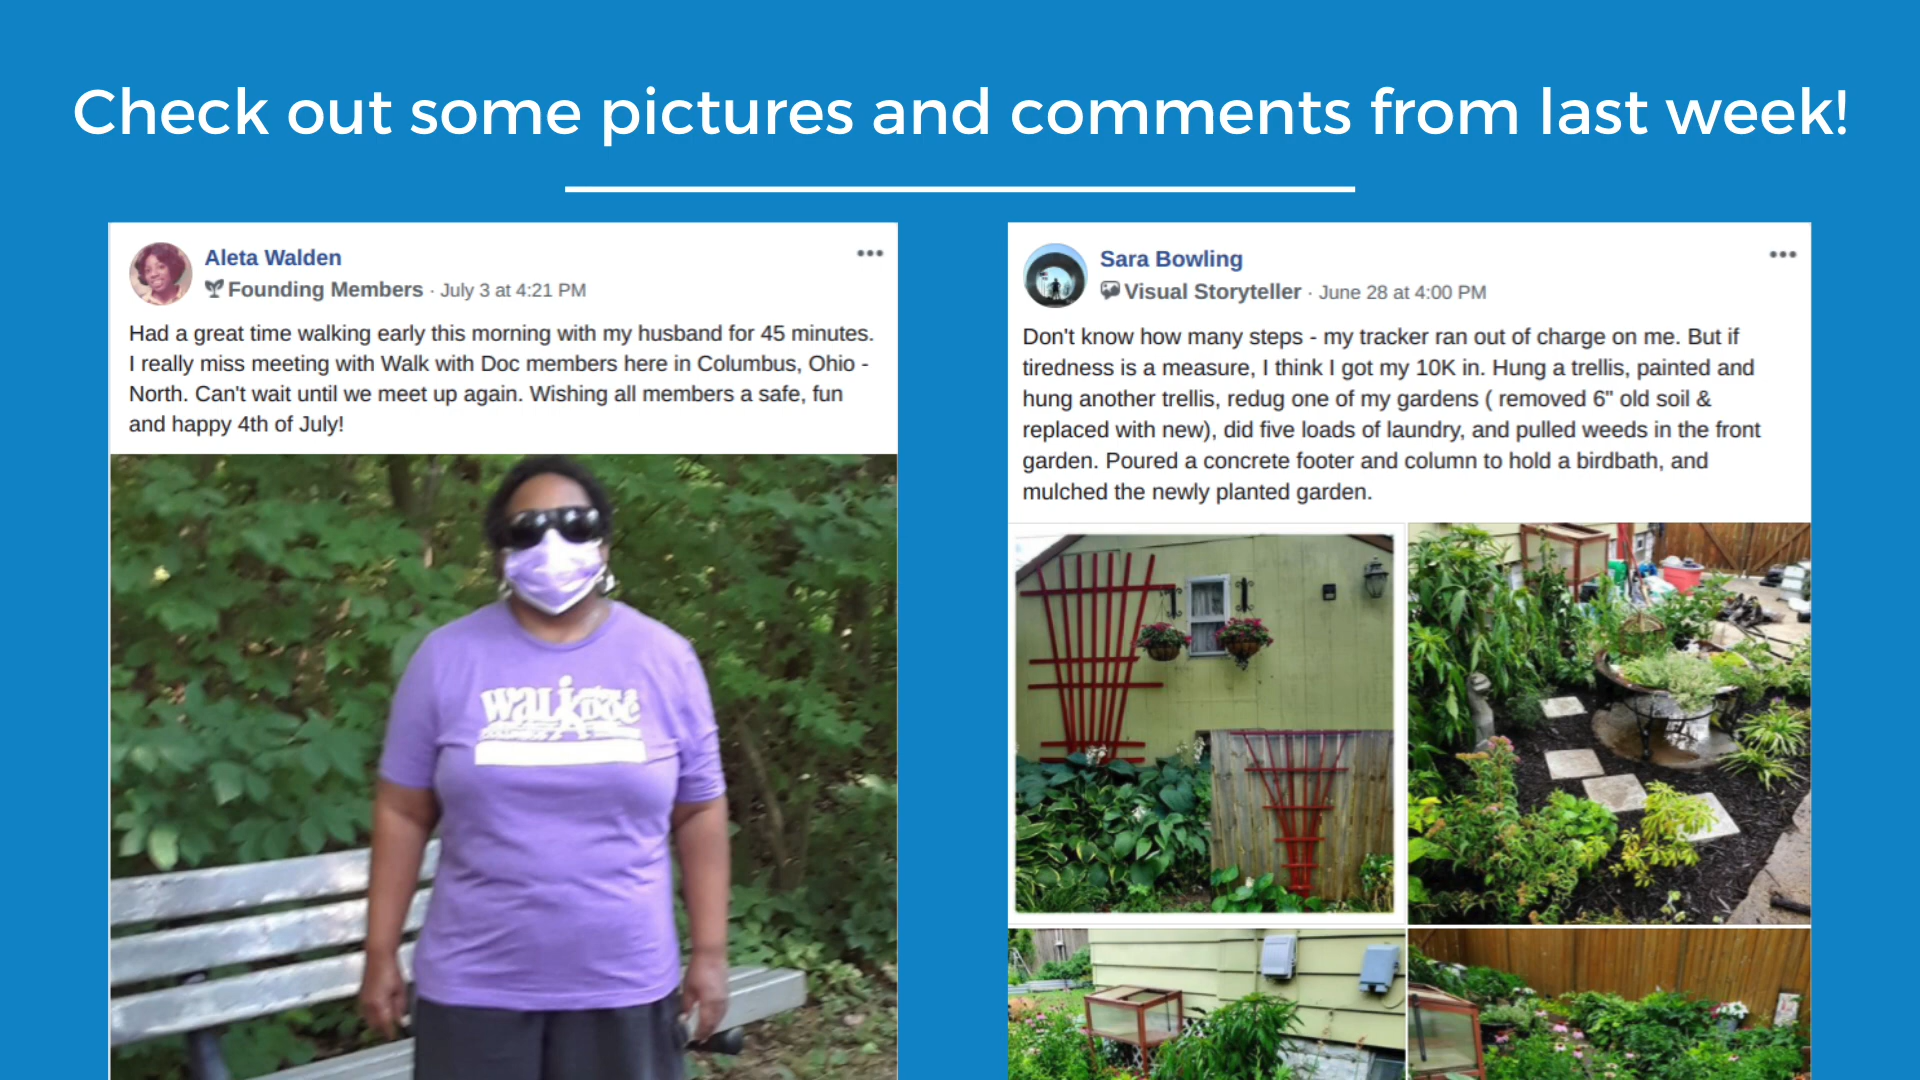 Check out some pictures and comments from last week!
Aleta Walden
Founding Members · July 3 at 4:21 PM
Had a great time walking early this morning with my husband for 45 minutes.
I really miss meeting with Walk with Doc members here in Columbus, Ohio -
North. Can't wait until we meet up again. Wishing all members a safe, fun
and happy 4th of July!
Sara Bowling
Visual Storyteller · June 28 at 4:00 PM
Don't know how many steps - my tracker ran out of charge on me. But if
tiredness is a measure, I think I got my 10K in. Hung a trellis, painted and
hung another trellis, redug one of my gardens ( removed 6" old soil &
replaced with new), did five loads of laundry, and pulled weeds in the front
garden. Poured a concrete footer and column to hold a birdbath, and
mulched the newly planted garden.